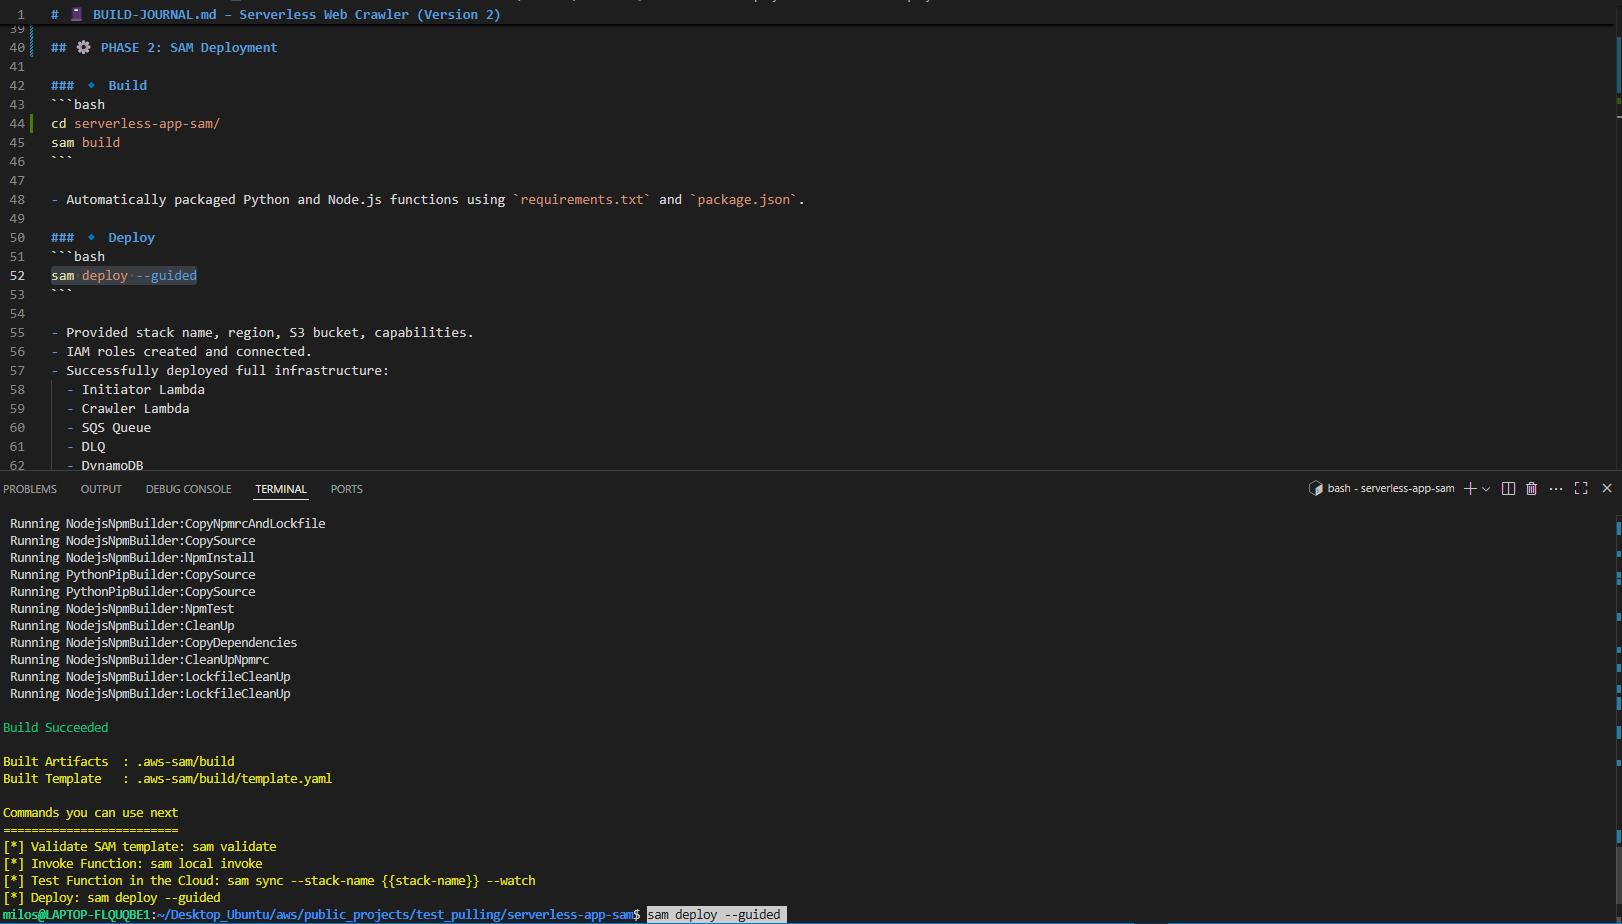 1 # 📓 BUILD-JOURNAL.md – Serverless Web Crawler (Version 2)
39
40 ## ⚙️ PHASE 2: SAM Deployment
41
42 ### 🔹 Build
43 ```bash
44 cd serverless-app-sam/
45 sam build
46 ```
47
48 - Automatically packaged Python and Node.js functions using `requirements.txt` and `package.json`.
49
50 ### 🔹 Deploy
51 ```bash
52 sam deploy --guided
53 ```
54
55 - Provided stack name, region, S3 bucket, capabilities.
56 - IAM roles created and connected.
57 - Successfully deployed full infrastructure:
58 - Initiator Lambda
59 - Crawler Lambda
60 - SQS Queue
61 - DLQ
62 - DynamoDB
PROBLEMS OUTPUT DEBUG CONSOLE TERMINAL PORTS bash - serverless-app-sam
Running NodejsNpmBuilder:CopyNpmrcAndLockfile
Running NodejsNpmBuilder:CopySource
Running NodejsNpmBuilder:NpmInstall
Running PythonPipBuilder:CopySource
Running PythonPipBuilder:CopySource
Running NodejsNpmBuilder:NpmTest
Running NodejsNpmBuilder:CleanUp
Running NodejsNpmBuilder:CopyDependencies
Running NodejsNpmBuilder:CleanUpNpmrc
Running NodejsNpmBuilder:LockfileCleanUp
Running NodejsNpmBuilder:LockfileCleanUp
Build Succeeded
Built Artifacts : .aws-sam/build
Built Template : .aws-sam/build/template.yaml
Commands you can use next
=========================
[*] Validate SAM template: sam validate
[*] Invoke Function: sam local invoke
[*] Test Function in the Cloud: sam sync --stack-name {{stack-name}} --watch
[*] Deploy: sam deploy --guided
milos@LAPTOP-FLQUQBE1:~/Desktop_Ubuntu/aws/public_projects/test_pulling/serverless-app-sam$ sam deploy --guided